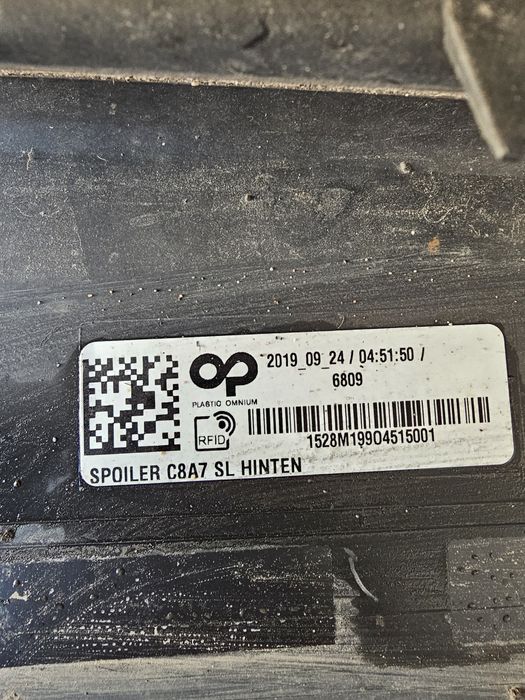 2019_09_24 / 04:51:50 /
6809
PLASTIC OMNIUM
RFID
1528M19904515001
SPOILER C8A7 SL HINTEN